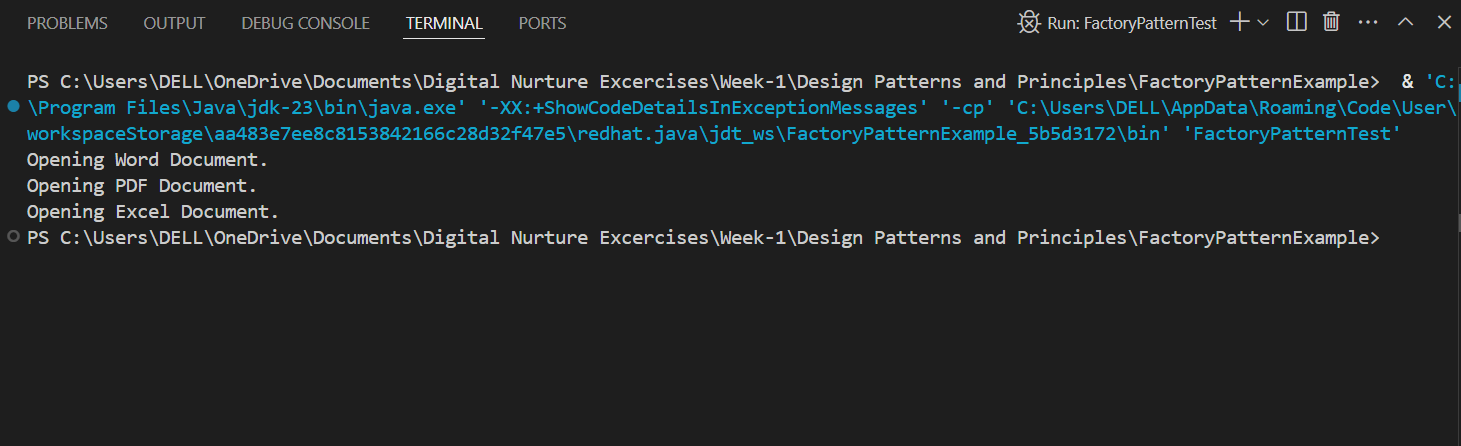 PROBLEMS OUTPUT DEBUG CONSOLE TERMINAL PORTS Run: FactoryPatternTest
PS C:\Users\DELL\OneDrive\Documents\Digital Nurture Excercises\Week-1\Design Patterns and Principles\FactoryPatternExample>  & 'C:
\Program Files\Java\jdk-23\bin\java.exe' '-XX:+ShowCodeDetailsInExceptionMessages' '-cp' 'C:\Users\DELL\AppData\Roaming\Code\User\
workspaceStorage\aa483e7ee8c8153842166c28d32f47e5\redhat.java\jdt_ws\FactoryPatternExample_5b5d3172\bin' 'FactoryPatternTest'
Opening Word Document.
Opening PDF Document.
Opening Excel Document.
PS C:\Users\DELL\OneDrive\Documents\Digital Nurture Excercises\Week-1\Design Patterns and Principles\FactoryPatternExample>